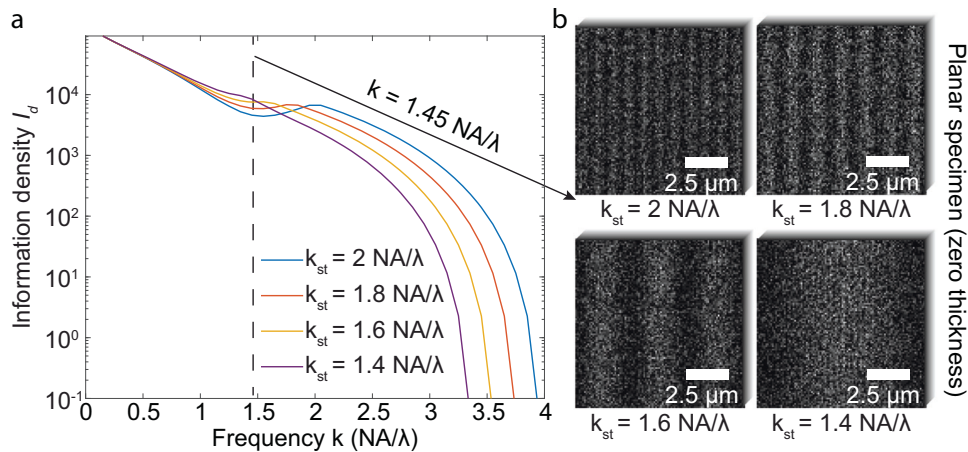 a
Information density I_d
10^4
10^3
10^2
10^1
10^0
10^-1
k = 1.45 NA/λ
k_st = 2 NA/λ
k_st = 1.8 NA/λ
k_st = 1.6 NA/λ
k_st = 1.4 NA/λ
0 0.5 1 1.5 2 2.5 3 3.5 4
Frequency k (NA/λ)
b
2.5 μm
k_st = 2 NA/λ
2.5 μm
k_st = 1.8 NA/λ
2.5 μm
k_st = 1.6 NA/λ
2.5 μm
k_st = 1.4 NA/λ
Planar specimen (zero thickness)